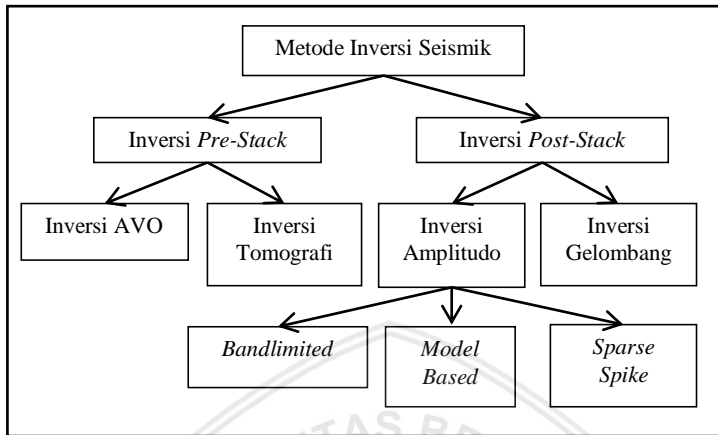 Metode Inversi Seismik
Inversi Pre-Stack
Inversi Post-Stack
Inversi AVO
Inversi
Tomografi
Inversi
Amplitudo
Inversi
Gelombang
Bandlimited
Model
Based
Sparse
Spike